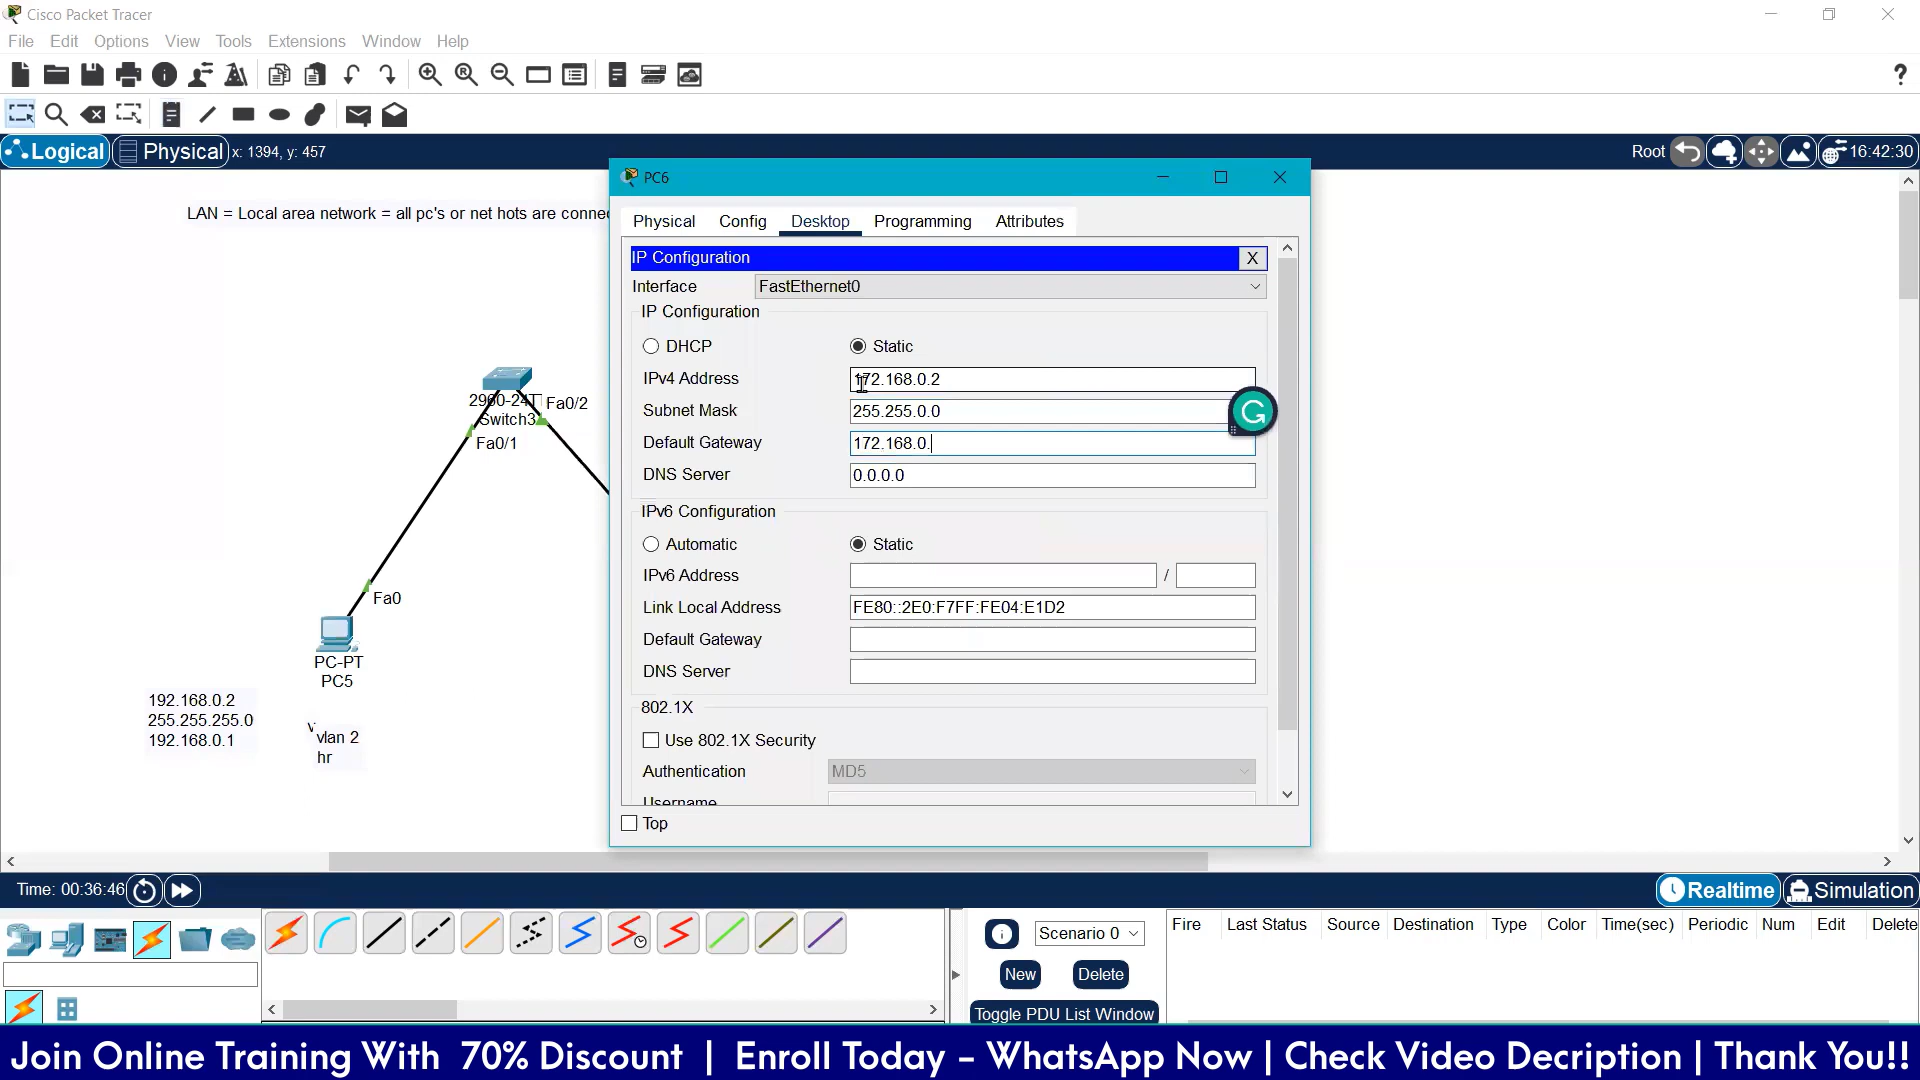 Cisco Packet Tracer
File Edit Options View Tools Extensions Window Help
?
Logical Physical x: 1394, y: 457 Root 16:42:30
LAN = Local area network = all pc's or net hots are conne
2960-24T Fa0/2
Switch3
Fa0/1
Fa0
PC-PT
PC5
192.168.0.2
255.255.255.0
192.168.0.1
vlan 2
hr
PC6
Physical Config Desktop Programming Attributes
IP Configuration X
Interface FastEthernet0
IP Configuration
DHCP Static
IPv4 Address 172.168.0.2
Subnet Mask 255.255.0.0
Default Gateway 172.168.0.
DNS Server 0.0.0.0
IPv6 Configuration
Automatic Static
IPv6 Address /
Link Local Address FE80::2E0:F7FF:FE04:E1D2
Default Gateway
DNS Server
802.1X
Use 802.1X Security
Authentication MD5
Username
Top
Time: 00:36:46 Realtime Simulation
Scenario 0
New Delete
Toggle PDU List Window
Fire Last Status Source Destination Type Color Time(sec) Periodic Num Edit Delete
Join Online Training With 70% Discount | Enroll Today – WhatsApp Now | Check Video Decription | Thank You!!